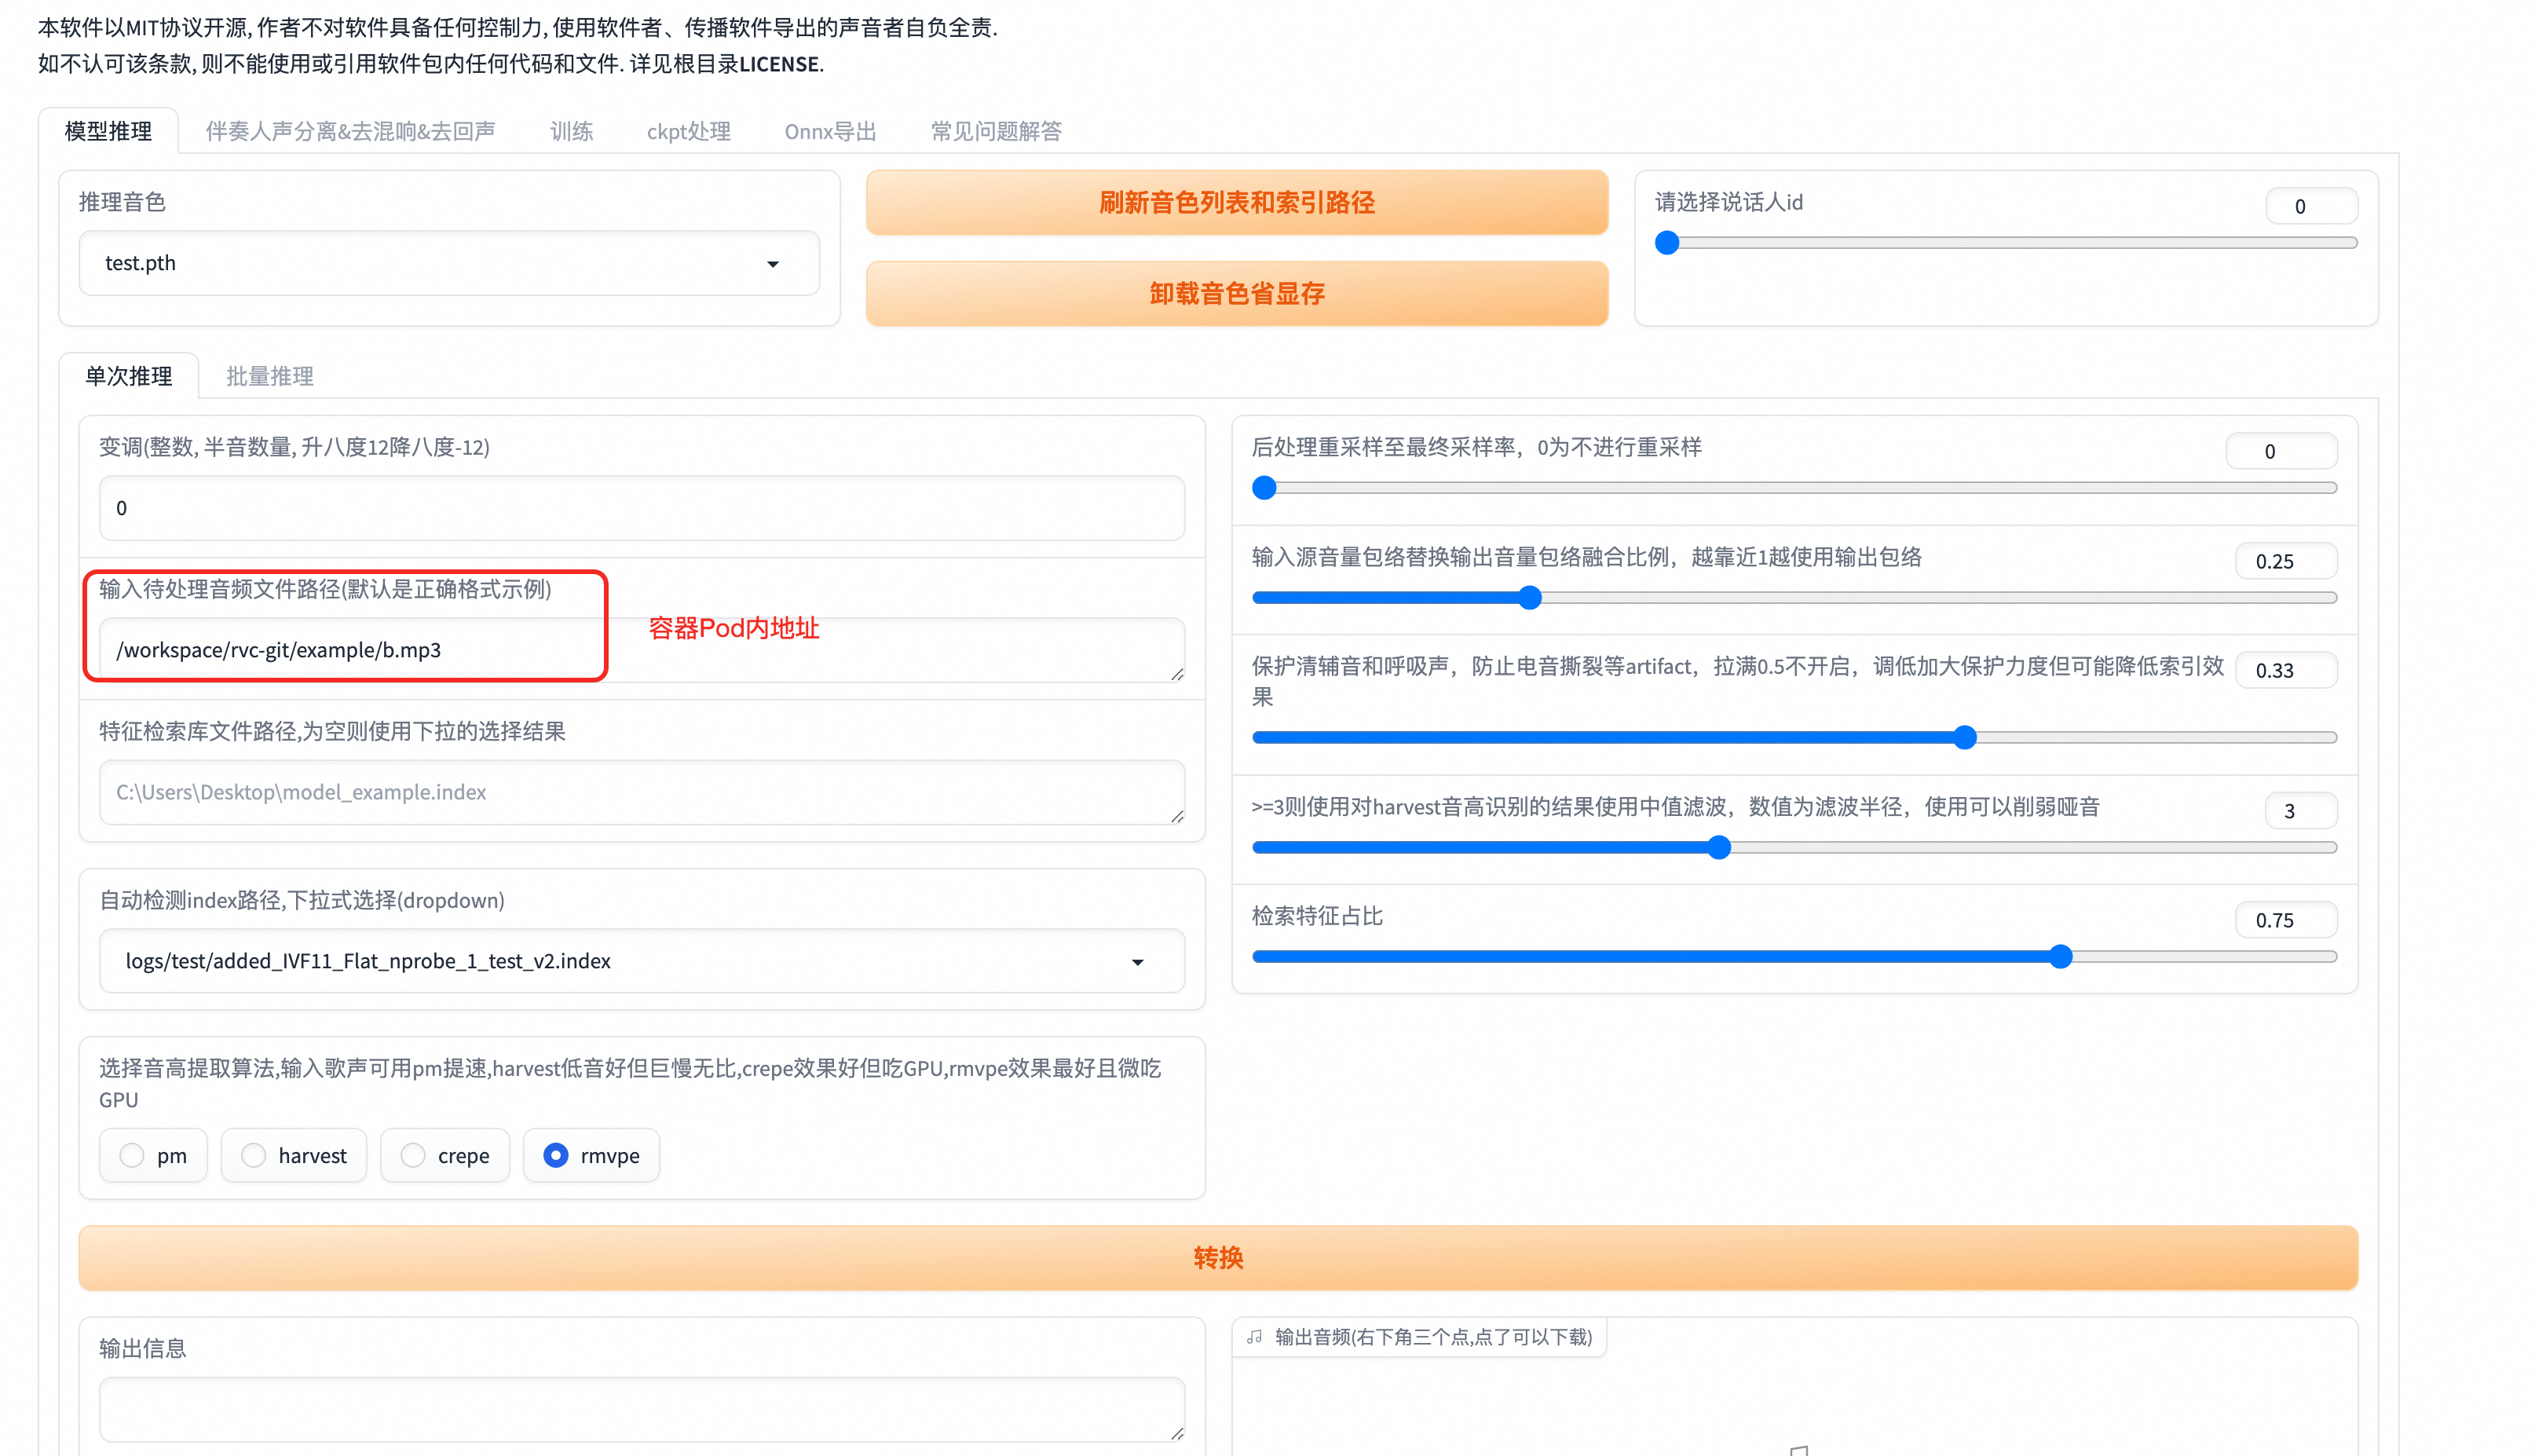 本软件以MIT协议开源, 作者不对软件具备任何控制力, 使用软件者、传播软件导出的声音者自负全责.
如不认可该条款, 则不能使用或引用软件包内任何代码和文件. 详见根目录LICENSE.
模型推理
伴奏人声分离&去混响&去回声
训练
ckpt处理
Onnx导出
常见问题解答
推理音色
test.pth
刷新音色列表和索引路径
卸载音色省显存
请选择说话人id
0
单次推理
批量推理
变调(整数, 半音数量, 升八度12降八度-12)
0
输入待处理音频文件路径(默认是正确格式示例)
/workspace/rvc-git/example/b.mp3
容器Pod内地址
特征检索库文件路径,为空则使用下拉的选择结果
C:\Users\Desktop\model_example.index
自动检测index路径,下拉式选择(dropdown)
logs/test/added_IVF11_Flat_nprobe_1_test_v2.index
选择音高提取算法,输入歌声可用pm提速,harvest低音好但巨慢无比,crepe效果好但吃GPU,rmvpe效果最好且微吃
GPU
pm
harvest
crepe
rmvpe
后处理重采样至最终采样率，0为不进行重采样
0
输入源音量包络替换输出音量包络融合比例，越靠近1越使用输出包络
0.25
保护清辅音和呼吸声，防止电音撕裂等artifact，拉满0.5不开启，调低加大保护力度但可能降低索引效
果
0.33
>=3则使用对harvest音高识别的结果使用中值滤波，数值为滤波半径，使用可以削弱哑音
3
检索特征占比
0.75
转换
输出信息
输出音频(右下角三个点,点了可以下载)